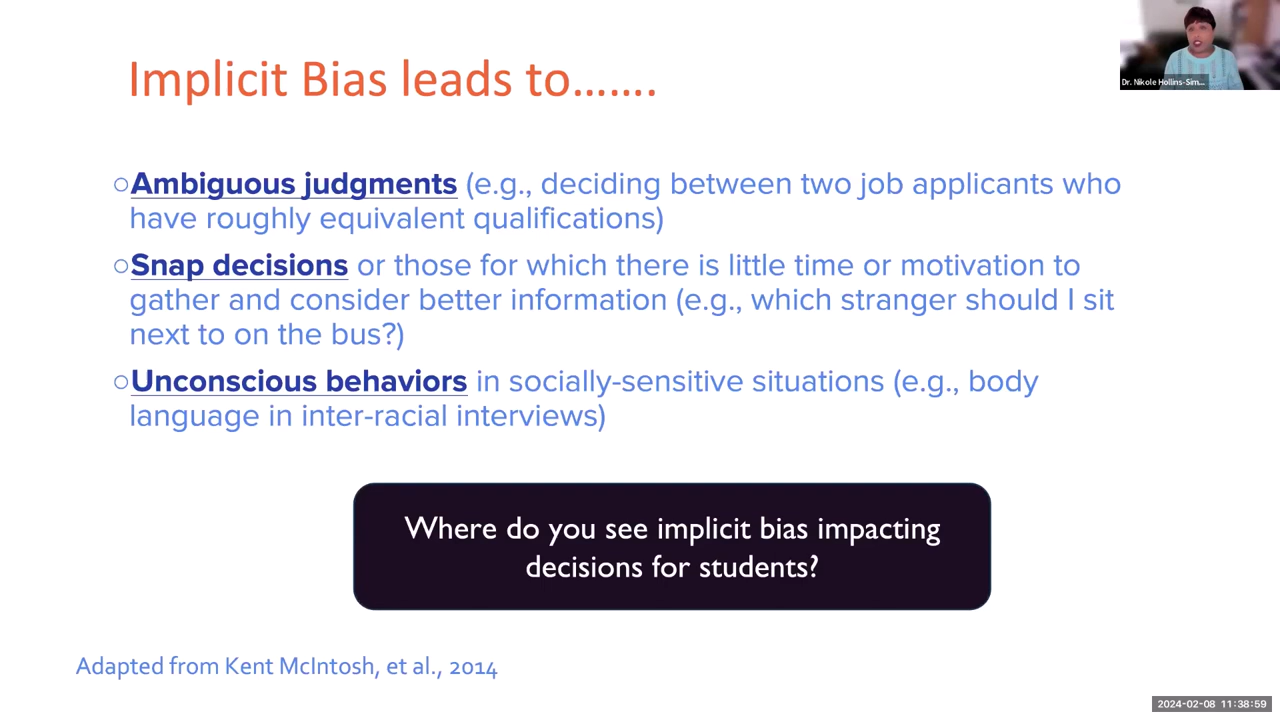 Implicit Bias leads to.......
Dr. Nikole Hollins-Sim...
○Ambiguous judgments (e.g., deciding between two job applicants who
have roughly equivalent qualifications)
○Snap decisions or those for which there is little time or motivation to
gather and consider better information (e.g., which stranger should I sit
next to on the bus?)
○Unconscious behaviors in socially-sensitive situations (e.g., body
language in inter-racial interviews)
Where do you see implicit bias impacting
decisions for students?
Adapted from Kent McIntosh, et al., 2014
2024-02-08 11:38:59